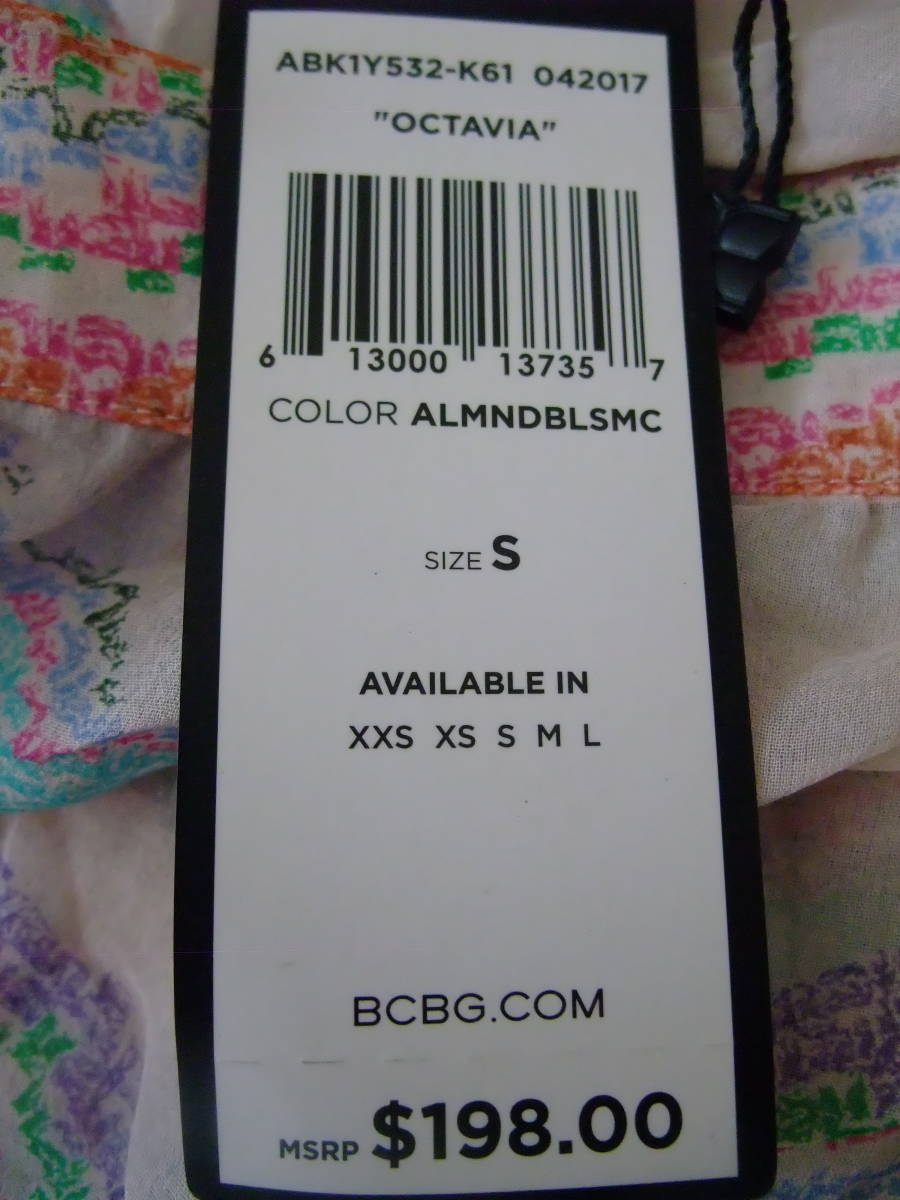 ABK1Y532-K61 042017
"OCTAVIA"
6 13000 13735 7
COLOR ALMNDBLSMC
SIZE S
AVAILABLE IN
XXS XS S M L
BCBG.COM
MSRP $198.00